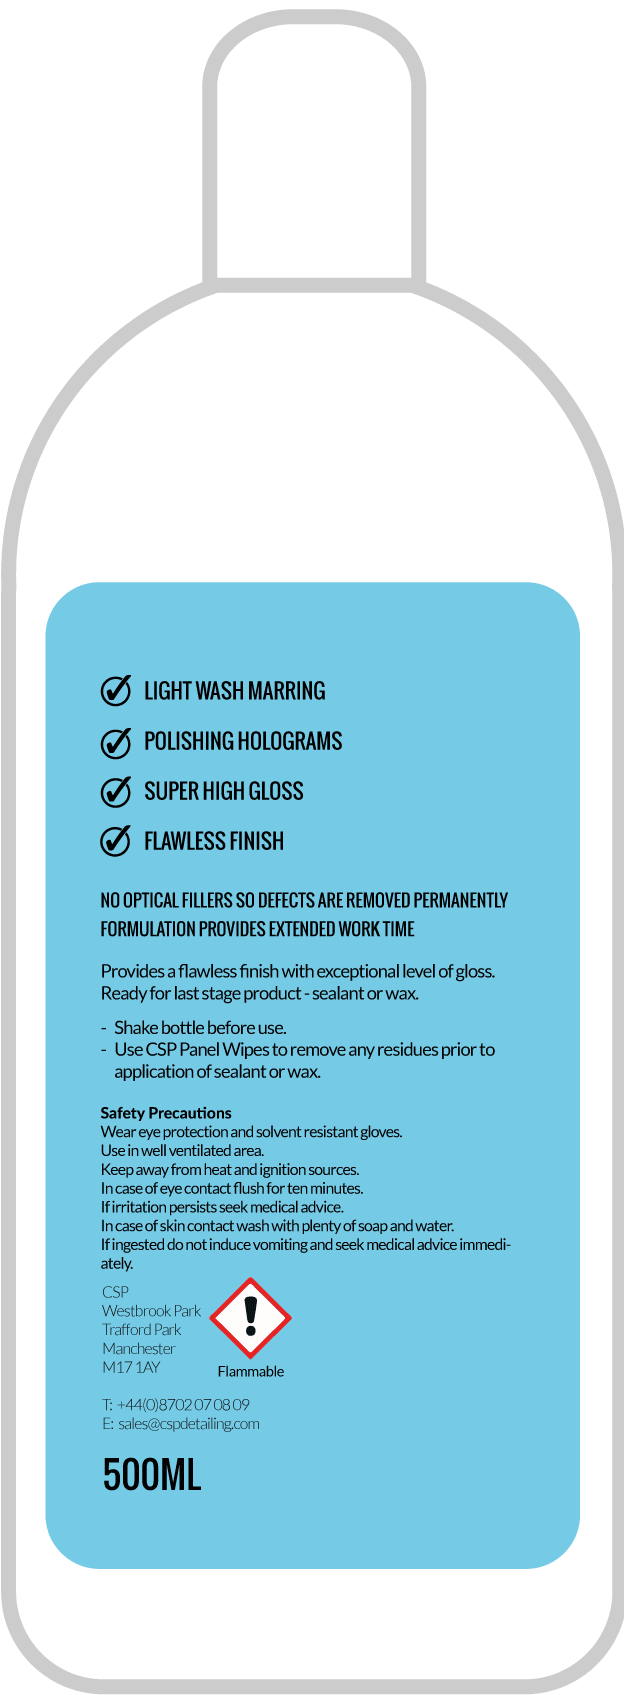 LIGHT WASH MARRING
POLISHING HOLOGRAMS
SUPER HIGH GLOSS
FLAWLESS FINISH
NO OPTICAL FILLERS SO DEFECTS ARE REMOVED PERMANENTLY
FORMULATION PROVIDES EXTENDED WORK TIME
Provides a flawless finish with exceptional level of gloss.
Ready for last stage product - sealant or wax.
- Shake bottle before use.
- Use CSP Panel Wipes to remove any residues prior to
application of sealant or wax.
Safety Precautions
Wear eye protection and solvent resistant gloves.
Use in well ventilated area.
Keep away from heat and ignition sources.
In case of eye contact flush for ten minutes.
If irritation persists seek medical advice.
In case of skin contact wash with plenty of soap and water.
If ingested do not induce vomiting and seek medical advice immedi-
ately.
CSP
Westbrook Park
Trafford Park
Manchester
M17 1AY
Flammable
T: +44(0)8702 07 08 09
E: sales@cspdetailing.com
500ML